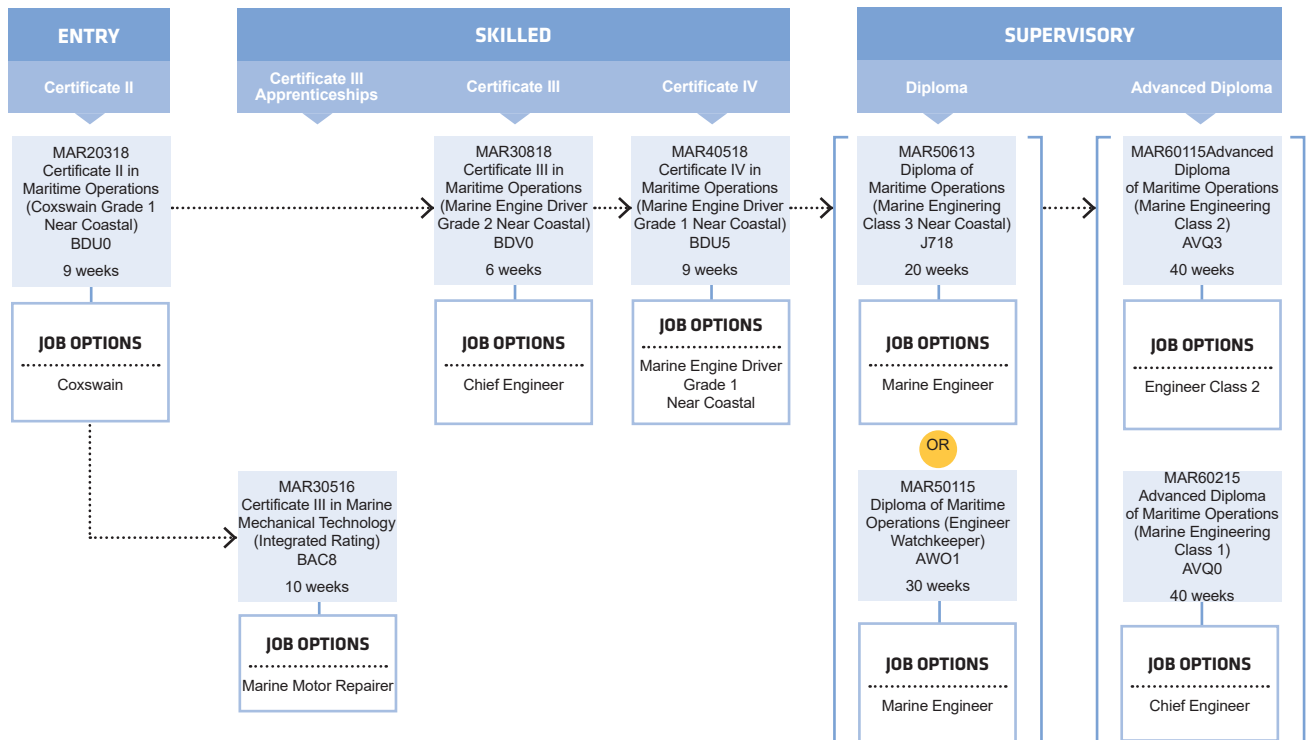 ENTRY
SKILLED
SUPERVISORY
Certificate II
Certificate III
Apprenticeships
Certificate III
Certificate IV
Diploma
Advanced Diploma
MAR20318
Certificate II in
Maritime Operations
(Coxswain Grade 1
Near Coastal)
BDU0
9 weeks
JOB OPTIONS
Coxswain
MAR30516
Certificate III in Marine
Mechanical Technology
(Integrated Rating)
BAC8
10 weeks
JOB OPTIONS
Marine Motor Repairer
MAR30818
Certificate III in
Maritime Operations
(Marine Engine Driver
Grade 2 Near Coastal)
BDV0
6 weeks
JOB OPTIONS
Chief Engineer
MAR40518
Certificate IV in
Maritime Operations
(Marine Engine Driver
Grade 1 Near Coastal)
BDU5
9 weeks
JOB OPTIONS
Marine Engine Driver
Grade 1
Near Coastal
MAR50613
Diploma of
Maritime Operations
(Marine Enginering
Class 3 Near Coastal)
J718
20 weeks
JOB OPTIONS
Marine Engineer
OR
MAR50115
Diploma of Maritime
Operations (Engineer
Watchkeeper)
AWO1
30 weeks
JOB OPTIONS
Marine Engineer
MAR60115Advanced
Diploma
of Maritime Operations
(Marine Engineering
Class 2)
AVQ3
40 weeks
JOB OPTIONS
Engineer Class 2
MAR60215
Advanced Diploma
of Maritime Operations
(Marine Engineering
Class 1)
AVQ0
40 weeks
JOB OPTIONS
Chief Engineer